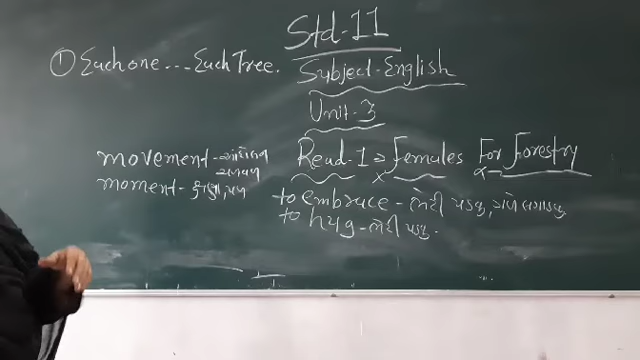 Std-11
① Each one ... Each Tree.
Subject-English
Unit-3
Read-1 = Females For Forestry
movement - આંદોલન
ચળવળ
moment - ક્ષણ, પળ
to embrace - ભેટી પડવુ,
to hug - ભેટી પડવુ.